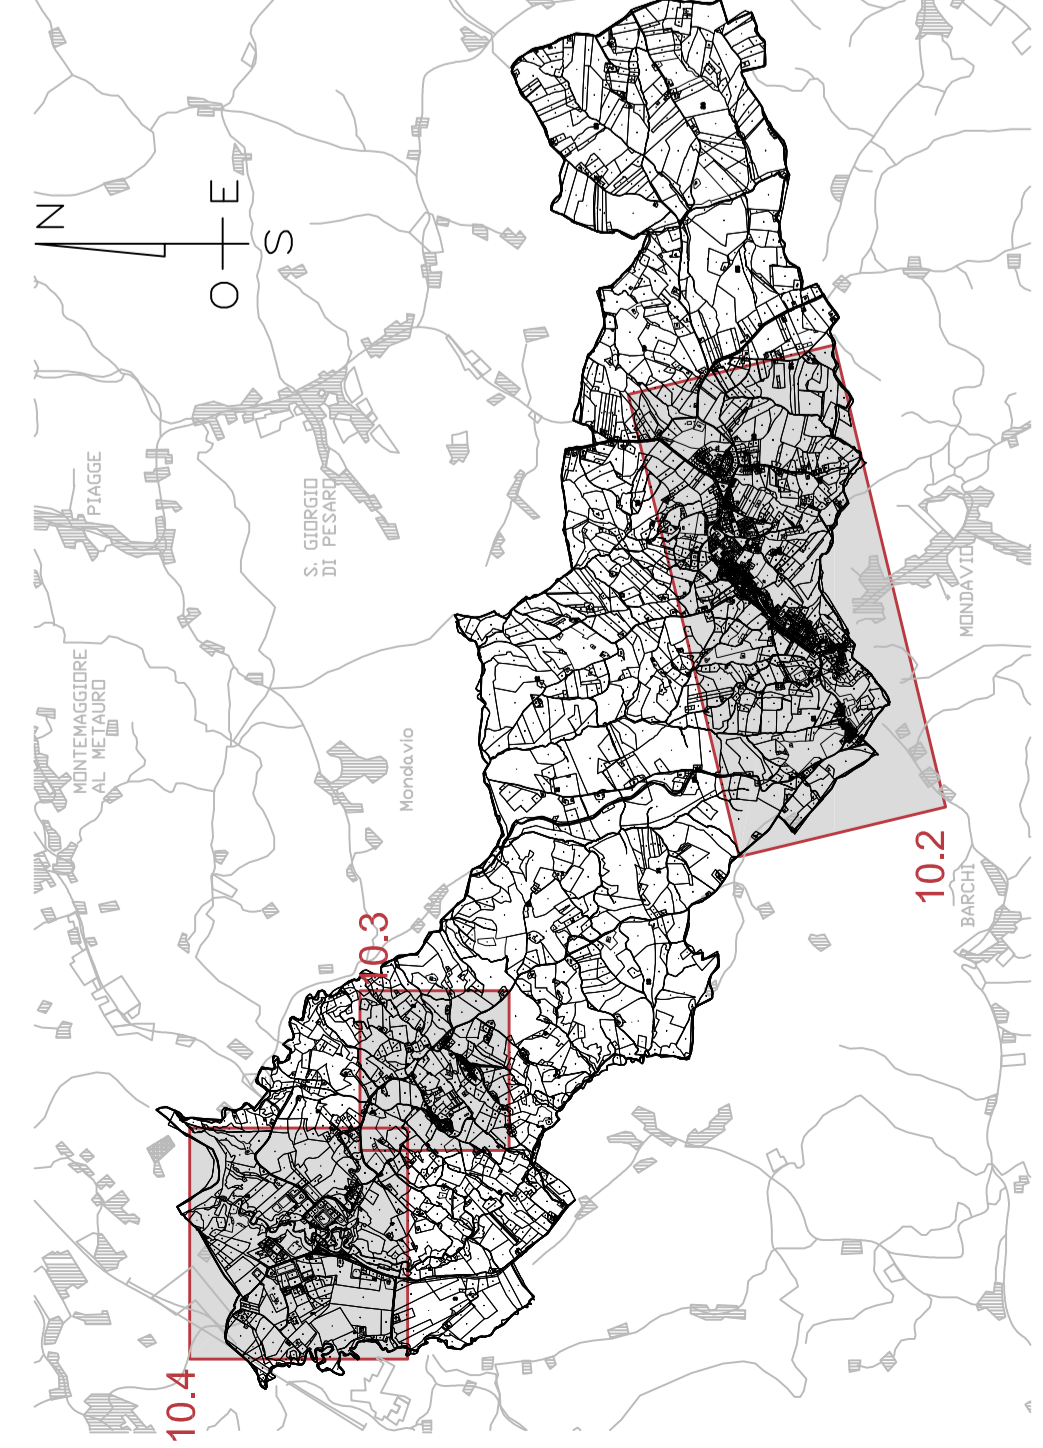 N
O
E
S
PIAGGE
S. GIORGIO
DI PESARO
MONTEMAGGIORE
AL METAURO
Mondavio
MONDAVIO
10.3
10.2
BARCHI
10.4